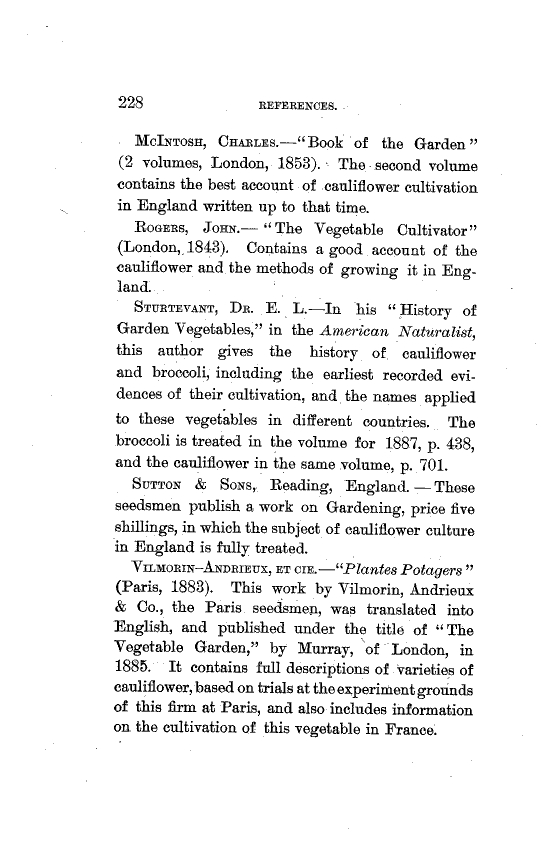 228 REFERENCES.
McIntosh, Charles.—“Book of the Garden”
(2 volumes, London, 1853). The second volume
contains the best account of cauliflower cultivation
in England written up to that time.
Rogers, John.— “The Vegetable Cultivator”
(London, 1843). Contains a good account of the
cauliflower and the methods of growing it in Eng-
land.
Sturtevant, Dr. E. L.—In his “History of
Garden Vegetables,” in the American Naturalist,
this author gives the history of cauliflower
and broccoli, including the earliest recorded evi-
dences of their cultivation, and the names applied
to these vegetables in different countries. The
broccoli is treated in the volume for 1887, p. 438,
and the cauliflower in the same volume, p. 701.
Sutton & Sons, Reading, England. — These
seedsmen publish a work on Gardening, price five
shillings, in which the subject of cauliflower culture
in England is fully treated.
Vilmorin–Andrieux, et cie.—“Plantes Potagers”
(Paris, 1883). This work by Vilmorin, Andrieux
& Co., the Paris seedsmen, was translated into
English, and published under the title of “The
Vegetable Garden,” by Murray, of London, in
1885. It contains full descriptions of varieties of
cauliflower, based on trials at the experiment grounds
of this firm at Paris, and also includes information
on the cultivation of this vegetable in France.